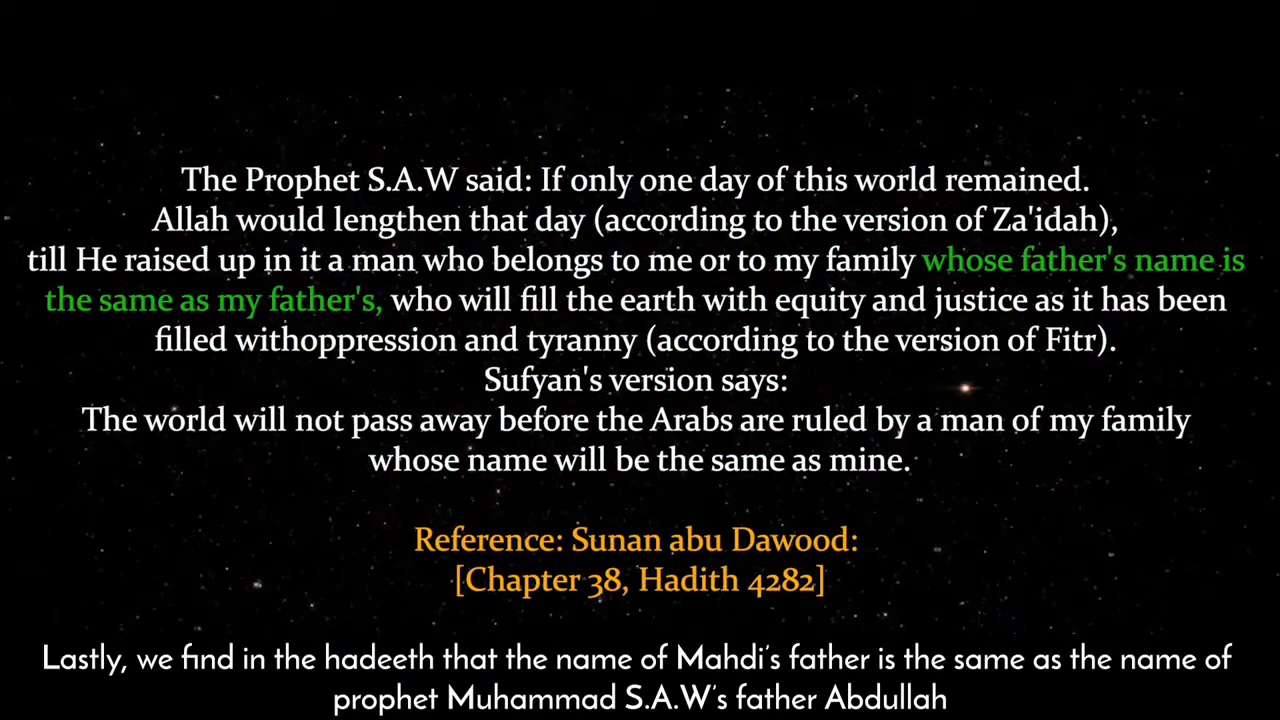 The Prophet S.A.W said: If only one day of this world remained.
Allah would lengthen that day (according to the version of Za'idah),
till He raised up in it a man who belongs to me or to my family whose father's name is
the same as my father's, who will fill the earth with equity and justice as it has been
filled withoppression and tyranny (according to the version of Fitr).
Sufyan's version says:
The world will not pass away before the Arabs are ruled by a man of my family
whose name will be the same as mine.
Reference: Sunan abu Dawood:
[Chapter 38, Hadith 4282]
Lastly, we find in the hadeeth that the name of Mahdi's father is the same as the name of
prophet Muhammad S.A.W's father Abdullah